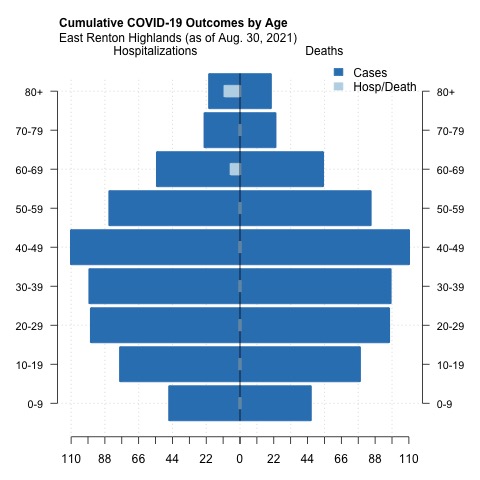 Cumulative COVID-19 Outcomes by Age
East Renton Highlands (as of Aug. 30, 2021)
Hospitalizations Deaths
Cases
Hosp/Death
80+ 80+
70-79 70-79
60-69 60-69
50-59 50-59
40-49 40-49
30-39 30-39
20-29 20-29
10-19 10-19
0-9 0-9
110 88 66 44 22 0 22 44 66 88 110